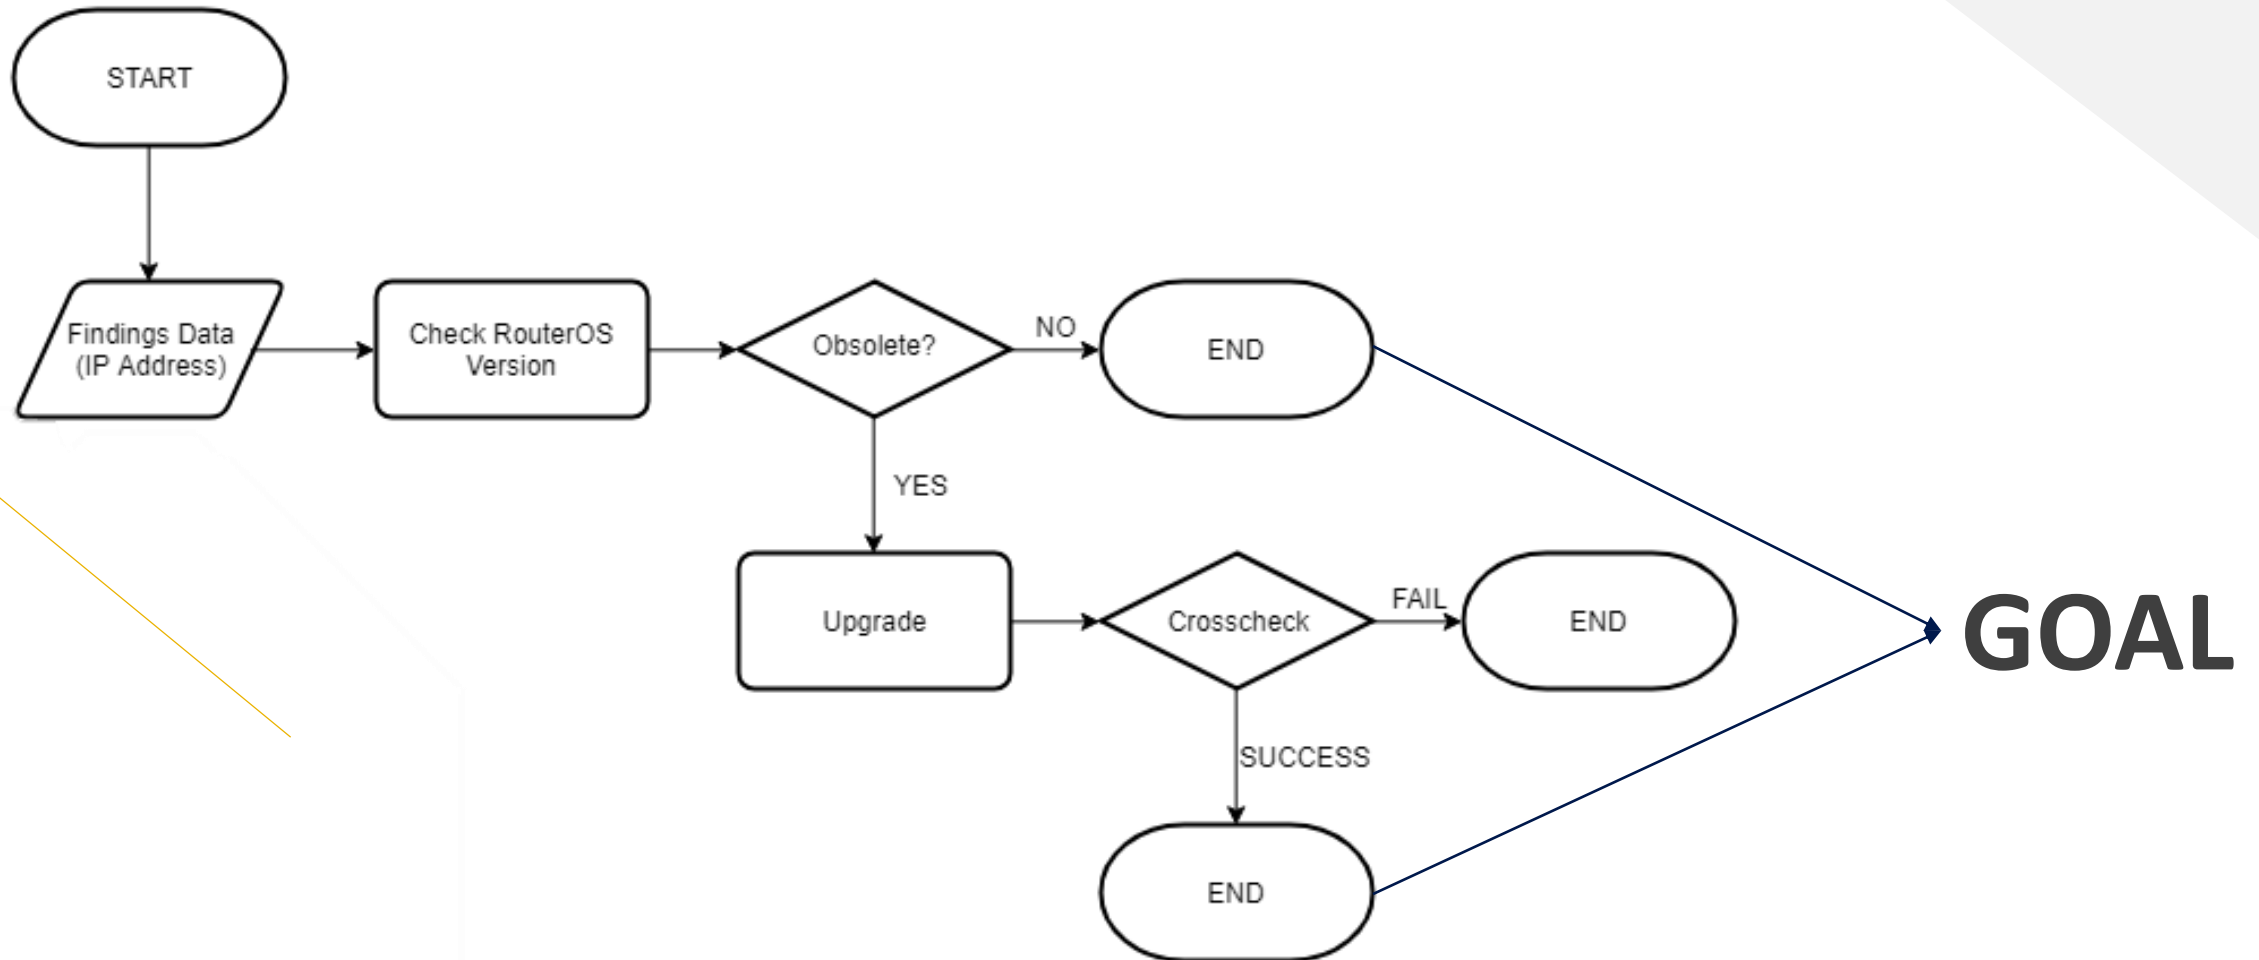 START
Findings Data
(IP Address)
Check RouterOS
Version
Obsolete?
NO
END
YES
Upgrade
Crosscheck
FAIL
END
SUCCESS
END
GOAL